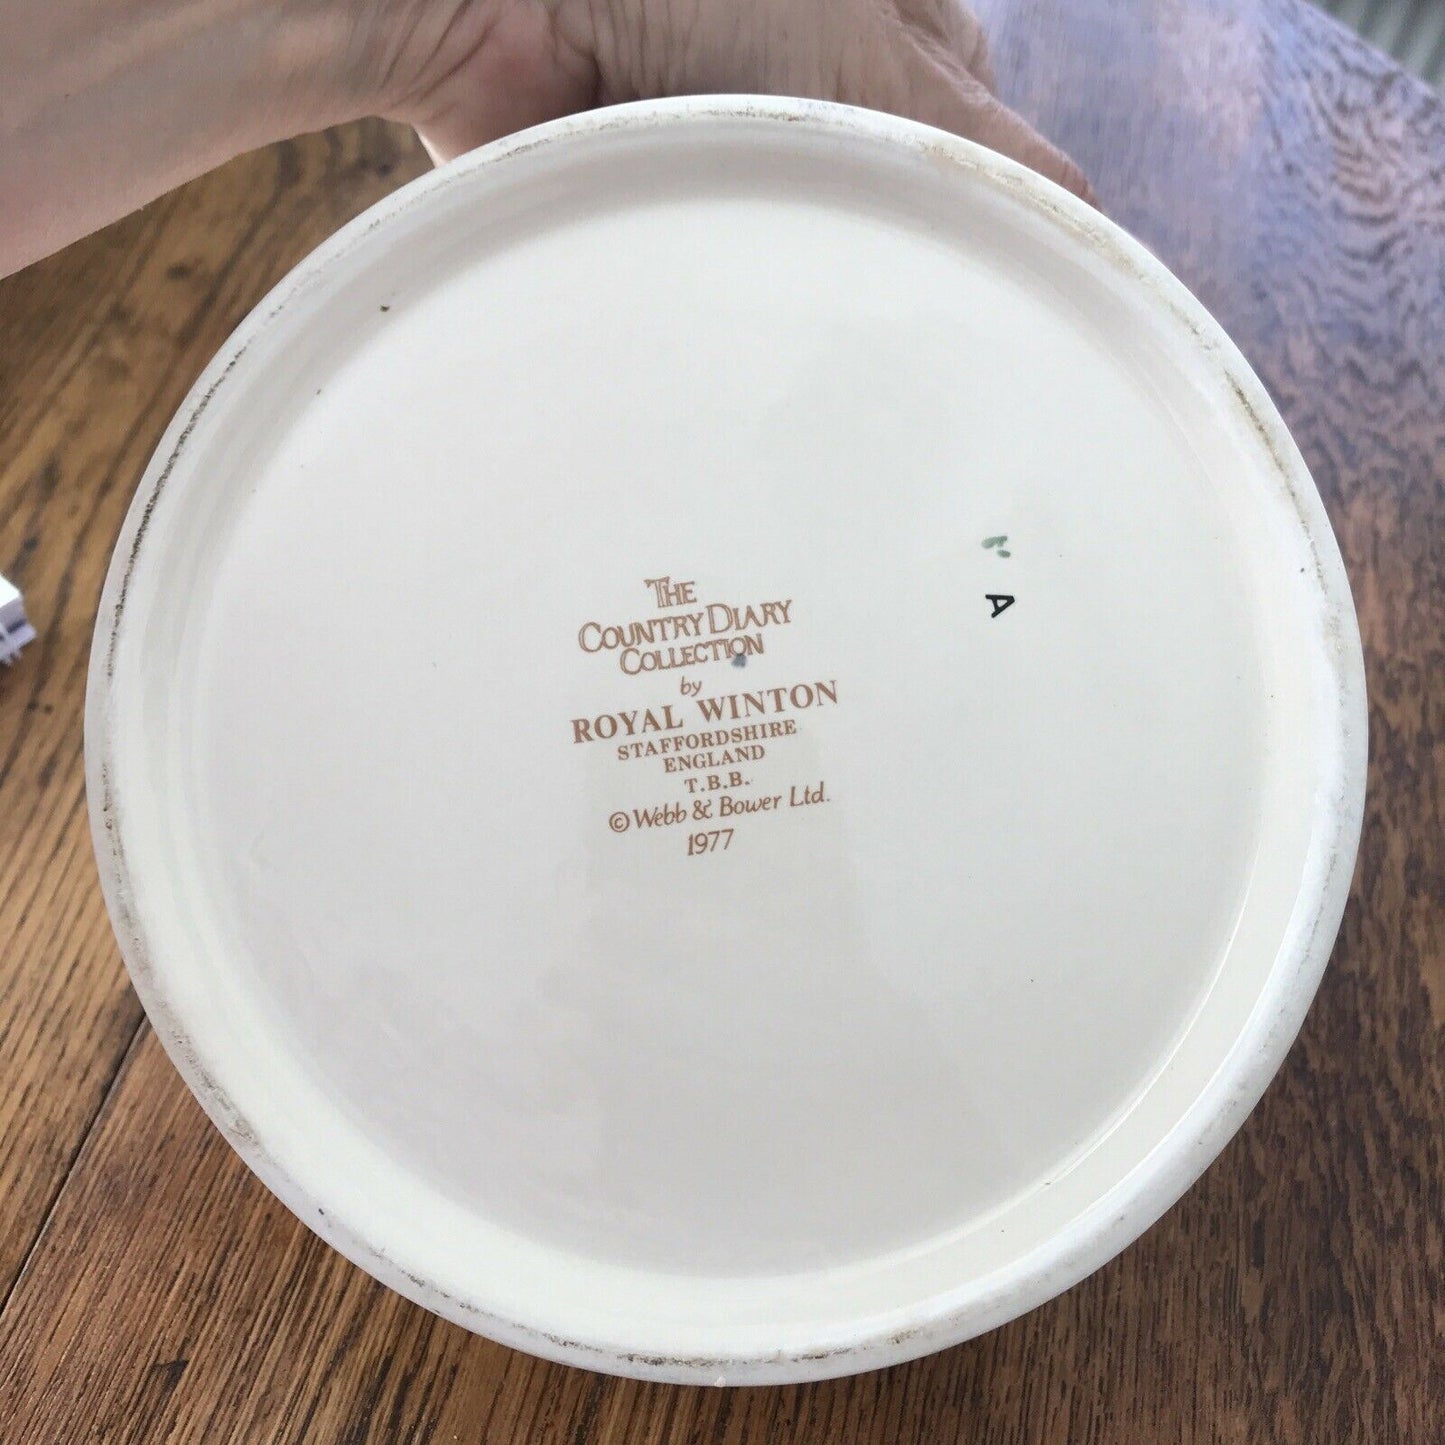 THE
COUNTRY DIARY
COLLECTION
by
ROYAL WINTON
STAFFORDSHIRE
ENGLAND
T.B.B.
© Webb & Bower Ltd.
1977
A